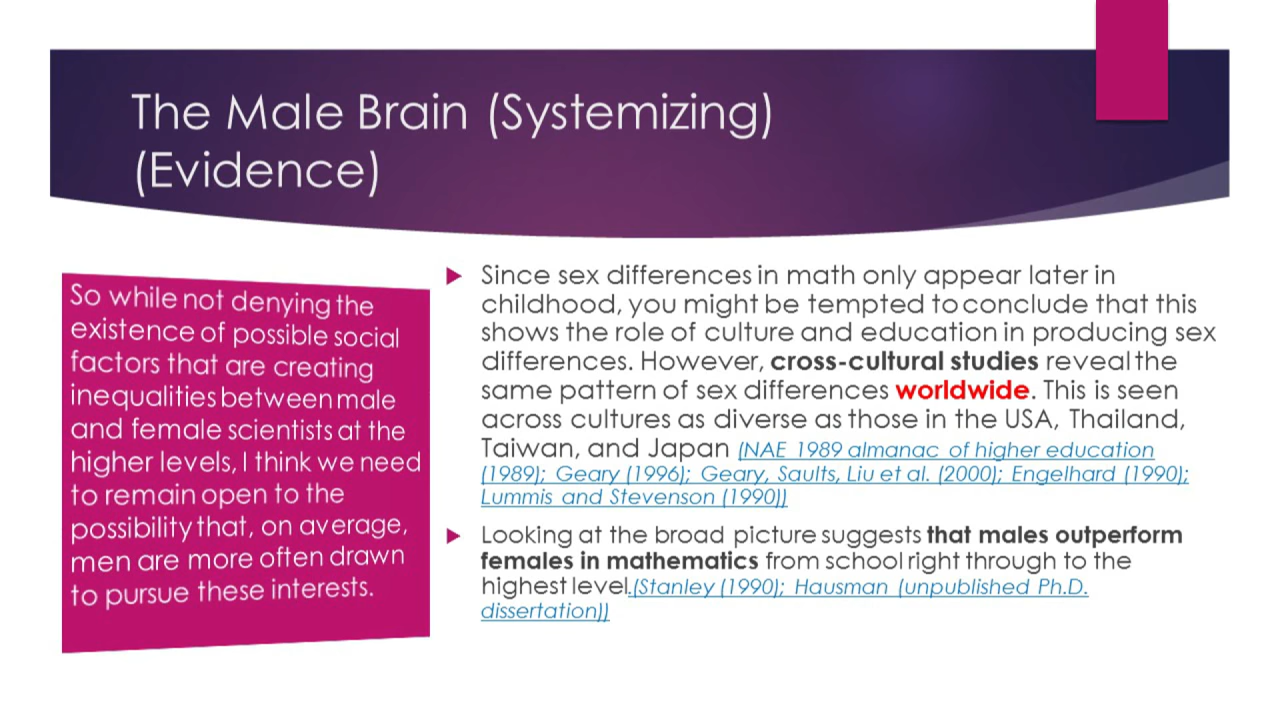 The Male Brain (Systemizing)
(Evidence)
So while not denying the
existence of possible social
factors that are creating
inequalities between male
and female scientists at the
higher levels, I think we need
to remain open to the
possibility that, on average,
men are more often drawn
to pursue these interests.
Since sex differences in math only appear later in
childhood, you might be tempted to conclude that this
shows the role of culture and education in producing sex
differences. However, cross-cultural studies reveal the
same pattern of sex differences worldwide. This is seen
across cultures as diverse as those in the USA, Thailand,
Taiwan, and Japan (NAE 1989 almanac of higher education
(1989); Geary (1996); Geary, Saults, Liu et al. (2000); Engelhard (1990);
Lummis and Stevenson (1990))
Looking at the broad picture suggests that males outperform
females in mathematics from school right through to the
highest level.(Stanley (1990); Hausman (unpublished Ph.D.
dissertation))